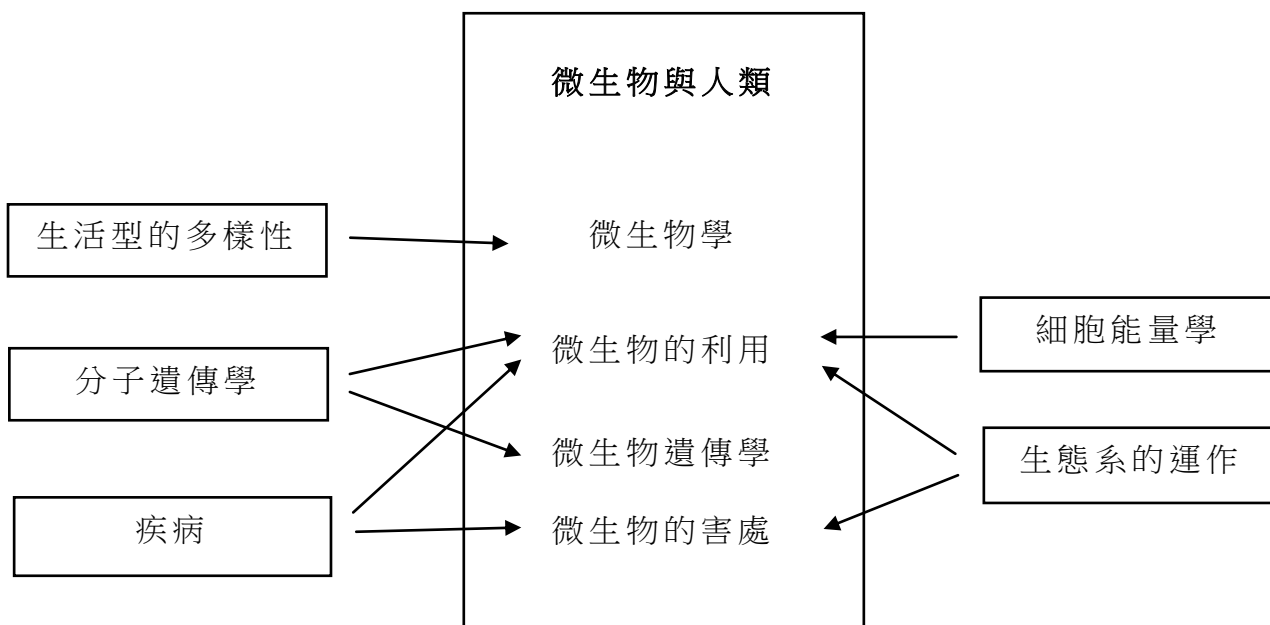 微生物與人類
生活型的多樣性
微生物學
細胞能量學
微生物的利用
分子遺傳學
微生物遺傳學
生態系的運作
疾病
微生物的害處